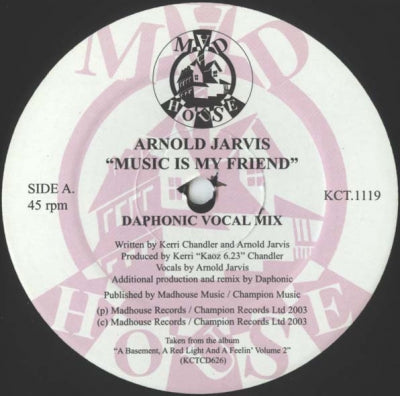 MAD
HOUSE
MAD
HOUSE
ARNOLD JARVIS
“MUSIC IS MY FRIEND”
SIDE A.
45 rpm
KCT.1119
DAPHONIC VOCAL MIX
Written by Kerri Chandler and Arnold Jarvis
Produced by Kerri “Kaoz 6.23” Chandler
Vocals by Arnold Jarvis
Additional production and remix by Daphonic
Published by Madhouse Music / Champion Music
(p) Madhouse Records / Champion Records Ltd 2003
(c) Madhouse Records / Champion Records Ltd 2003
Taken from the album
“A Basement, A Red Light And A Feelin’ Volume 2”
(KCTCD626)